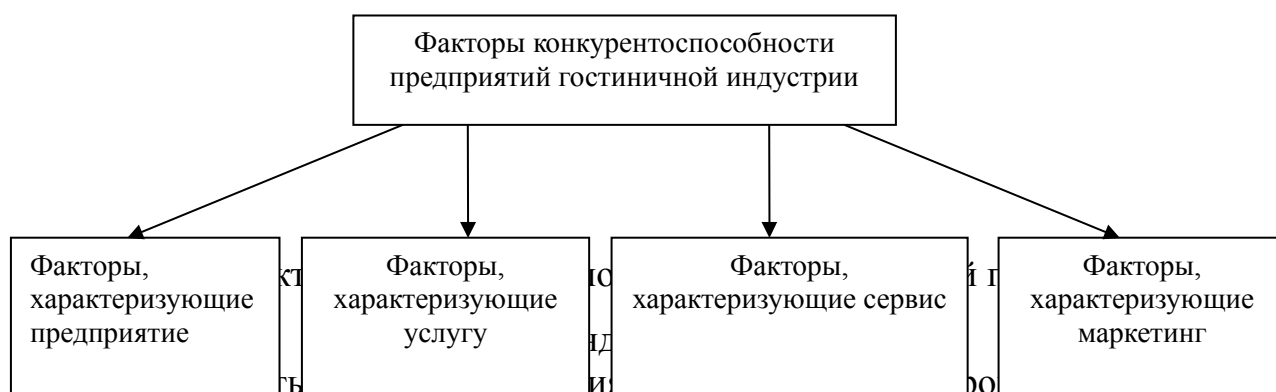 Факторы конкурентоспособности
предприятий гостиничной индустрии
Факторы,
характеризующие
предприятие
Факторы,
характеризующие
услугу
Факторы,
характеризующие сервис
Факторы,
характеризующие
маркетинг